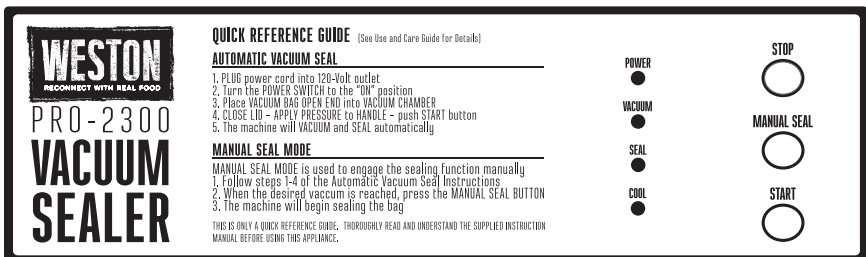 WESTON
RECONNECT WITH REAL FOOD
PRO-2300
VACUUM
SEALER
QUICK REFERENCE GUIDE (See Use and Care Guide for Details)
AUTOMATIC VACUUM SEAL
1. PLUG power cord into 120-Volt outlet
2. Turn the POWER SWITCH to the "ON" position
3. Place VACUUM BAG OPEN END into VACUUM CHAMBER
4. CLOSE LID – APPLY PRESSURE to HANDLE – push START button
5. The machine will VACUUM and SEAL automatically
MANUAL SEAL MODE
MANUAL SEAL MODE is used to engage the sealing function manually
1. Follow steps 1-4 of the Automatic Vacuum Seal Instructions
2. When the desired vaccum is reached, press the MANUAL SEAL BUTTON
3. The machine will begin sealing the bag
THIS IS ONLY A QUICK REFERENCE GUIDE. THOROUGHLY READ AND UNDERSTAND THE SUPPLIED INSTRUCTION
MANUAL BEFORE USING THIS APPLIANCE.
POWER
VACUUM
SEAL
COOL
STOP
MANUAL SEAL
START